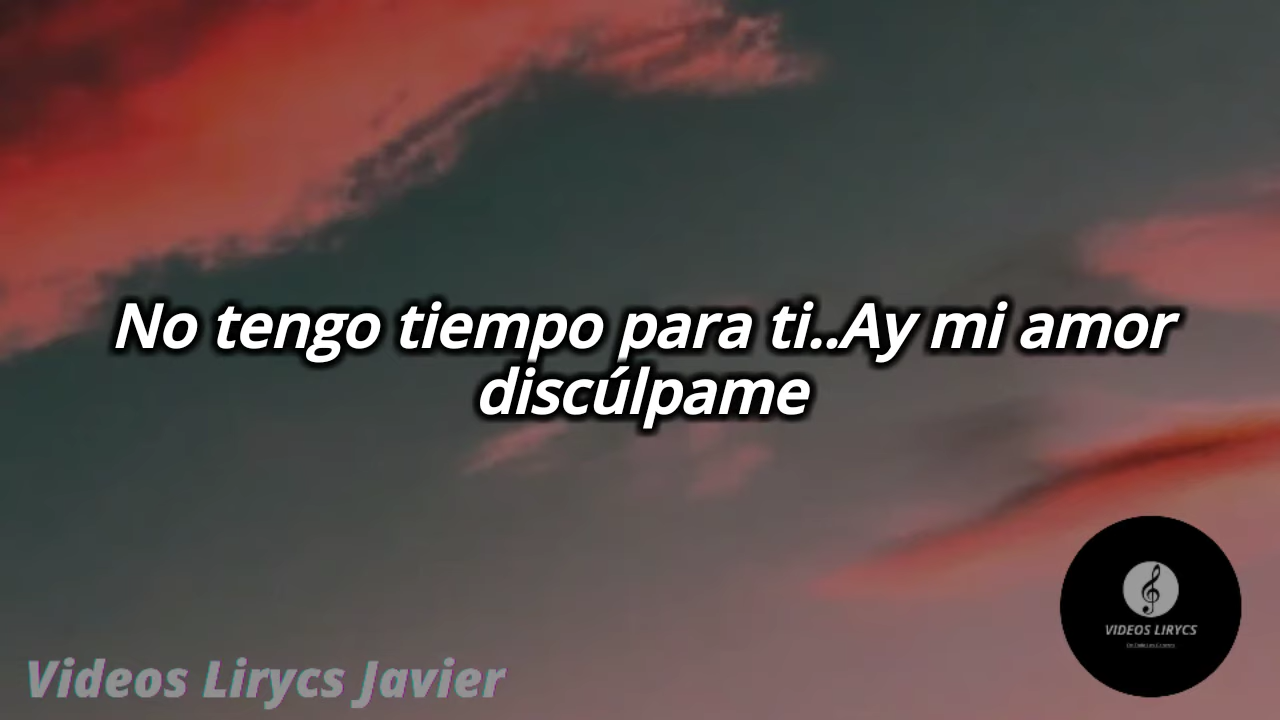 No tengo tiempo para ti..Ay mi amor
discúlpame
VIDEOS LIRYCS
Videos Lirycs Javier